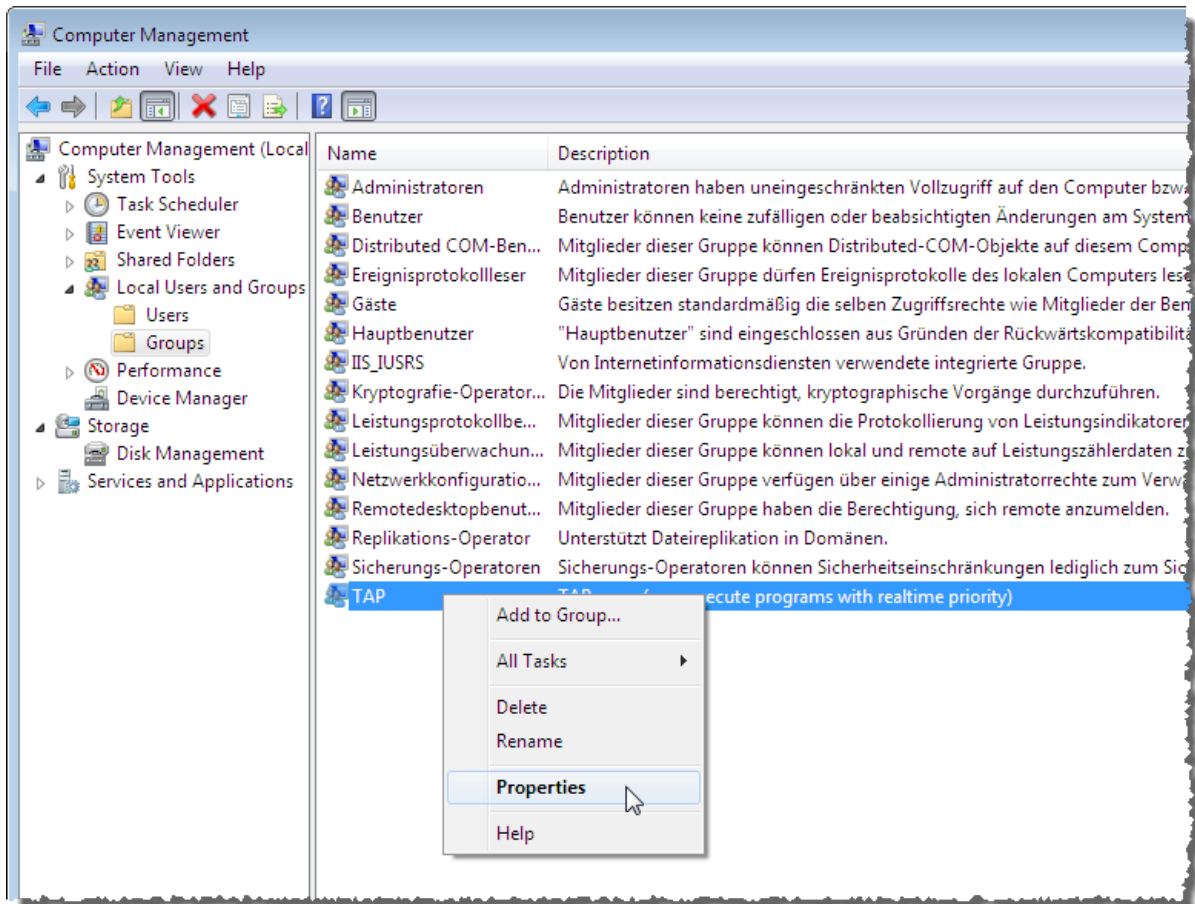 Computer Management
File Action View Help
Computer Management (Local
System Tools
Task Scheduler
Event Viewer
Shared Folders
Local Users and Groups
Users
Groups
Performance
Device Manager
Storage
Disk Management
Services and Applications
Name Description
Administratoren Administratoren haben uneingeschränkten Vollzugriff auf den Computer bzw.
Benutzer Benutzer können keine zufälligen oder beabsichtigten Änderungen am System
Distributed COM-Ben... Mitglieder dieser Gruppe können Distributed-COM-Objekte auf diesem Comp
Ereignisprotokollleser Mitglieder dieser Gruppe dürfen Ereignisprotokolle des lokalen Computers lese
Gäste Gäste besitzen standardmäßig die selben Zugriffsrechte wie Mitglieder der Ben
Hauptbenutzer "Hauptbenutzer" sind eingeschlossen aus Gründen der Rückwärtskompatibilitä
IIS_IUSRS Von Internetinformationsdiensten verwendete integrierte Gruppe.
Kryptografie-Operator... Die Mitglieder sind berechtigt, kryptographische Vorgänge durchzuführen.
Leistungsprotokollbe... Mitglieder dieser Gruppe können die Protokollierung von Leistungsindikatoren
Leistungsüberwachun... Mitglieder dieser Gruppe können lokal und remote auf Leistungszählerdaten z
Netzwerkkonfiguratio... Mitglieder dieser Gruppe verfügen über einige Administratorrechte zum Verw
Remotedesktopbenut... Mitglieder dieser Gruppe haben die Berechtigung, sich remote anzumelden.
Replikations-Operator Unterstützt Dateireplikation in Domänen.
Sicherungs-Operatoren Sicherungs-Operatoren können Sicherheitseinschränkungen lediglich zum Sic
TAP TAP ecute programs with realtime priority)
Add to Group...
All Tasks
Delete
Rename
Properties
Help